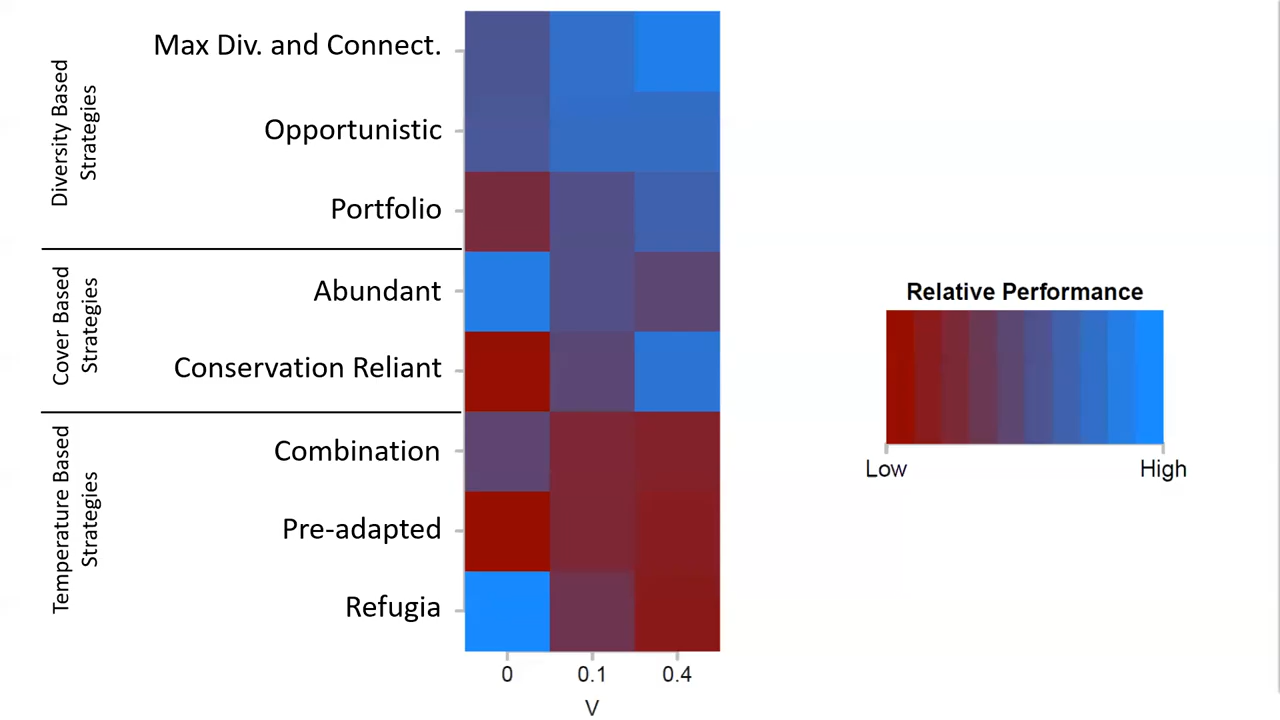 Diversity Based
Strategies
Max Div. and Connect.
Opportunistic
Portfolio
Cover Based
Strategies
Abundant
Conservation Reliant
Temperature Based
Strategies
Combination
Pre-adapted
Refugia
0 0.1 0.4
V
Relative Performance
Low High